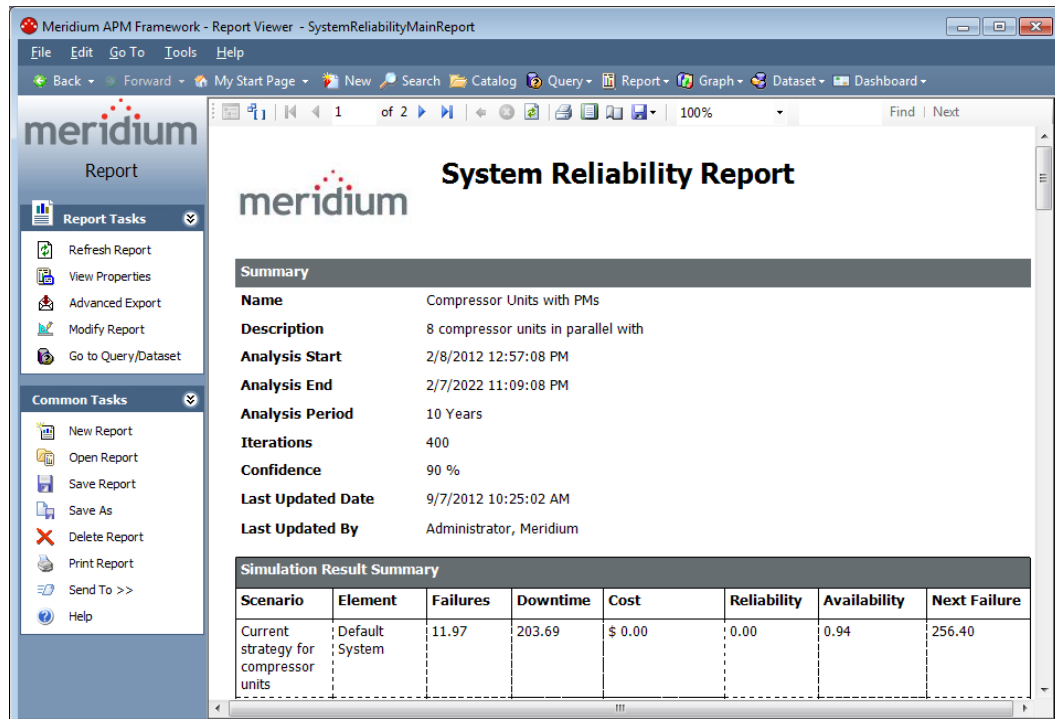 Meridium APM Framework - Report Viewer - SystemReliabilityMainReport
File Edit Go To Tools Help
Back Forward My Start Page New Search Catalog Query Report Graph Dataset Dashboard
1 of 2 100% Find | Next
meridium
Report
Report Tasks
Refresh Report
View Properties
Advanced Export
Modify Report
Go to Query/Dataset
Common Tasks
New Report
Open Report
Save Report
Save As
Delete Report
Print Report
Send To >>
Help
meridium
System Reliability Report
Summary
Name Compressor Units with PMs
Description 8 compressor units in parallel with
Analysis Start 2/8/2012 12:57:08 PM
Analysis End 2/7/2022 11:09:08 PM
Analysis Period 10 Years
Iterations 400
Confidence 90 %
Last Updated Date 9/7/2012 10:25:02 AM
Last Updated By Administrator, Meridium
Simulation Result Summary
Scenario Element Failures Downtime Cost Reliability Availability Next Failure
Current Default 11.97 203.69 $ 0.00 0.00 0.94 256.40
strategy for System
compressor
units